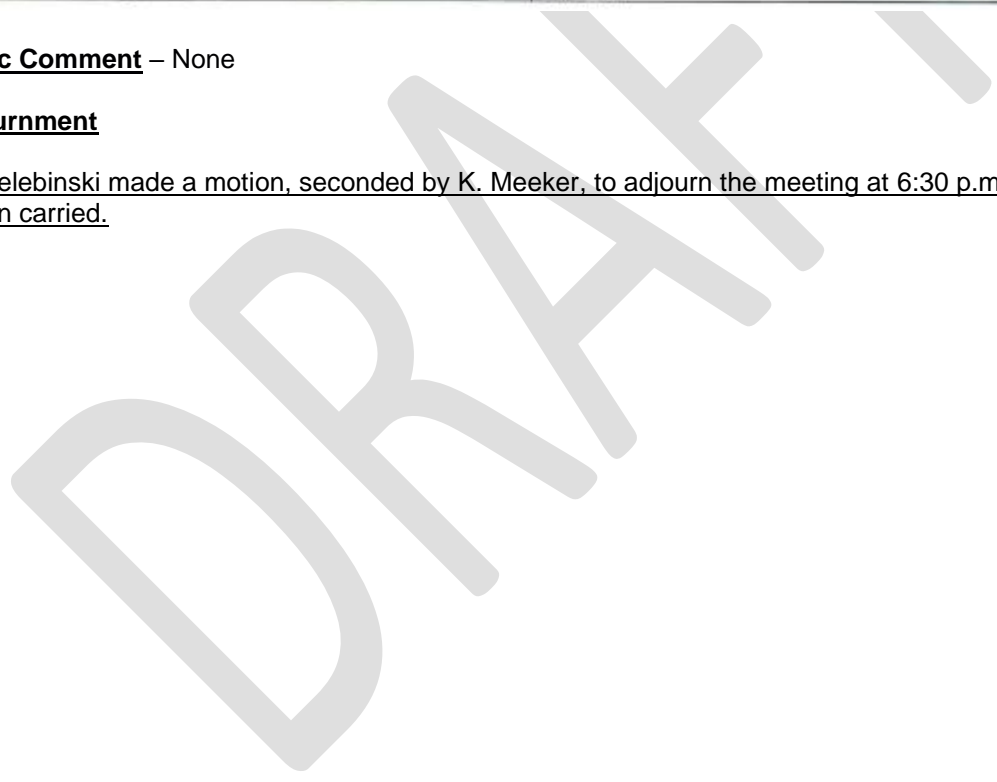 c Comment – None
urnment
elebinski made a motion, seconded by K. Meeker, to adjourn the meeting at 6:30 p.m
n carried.
DRAFT